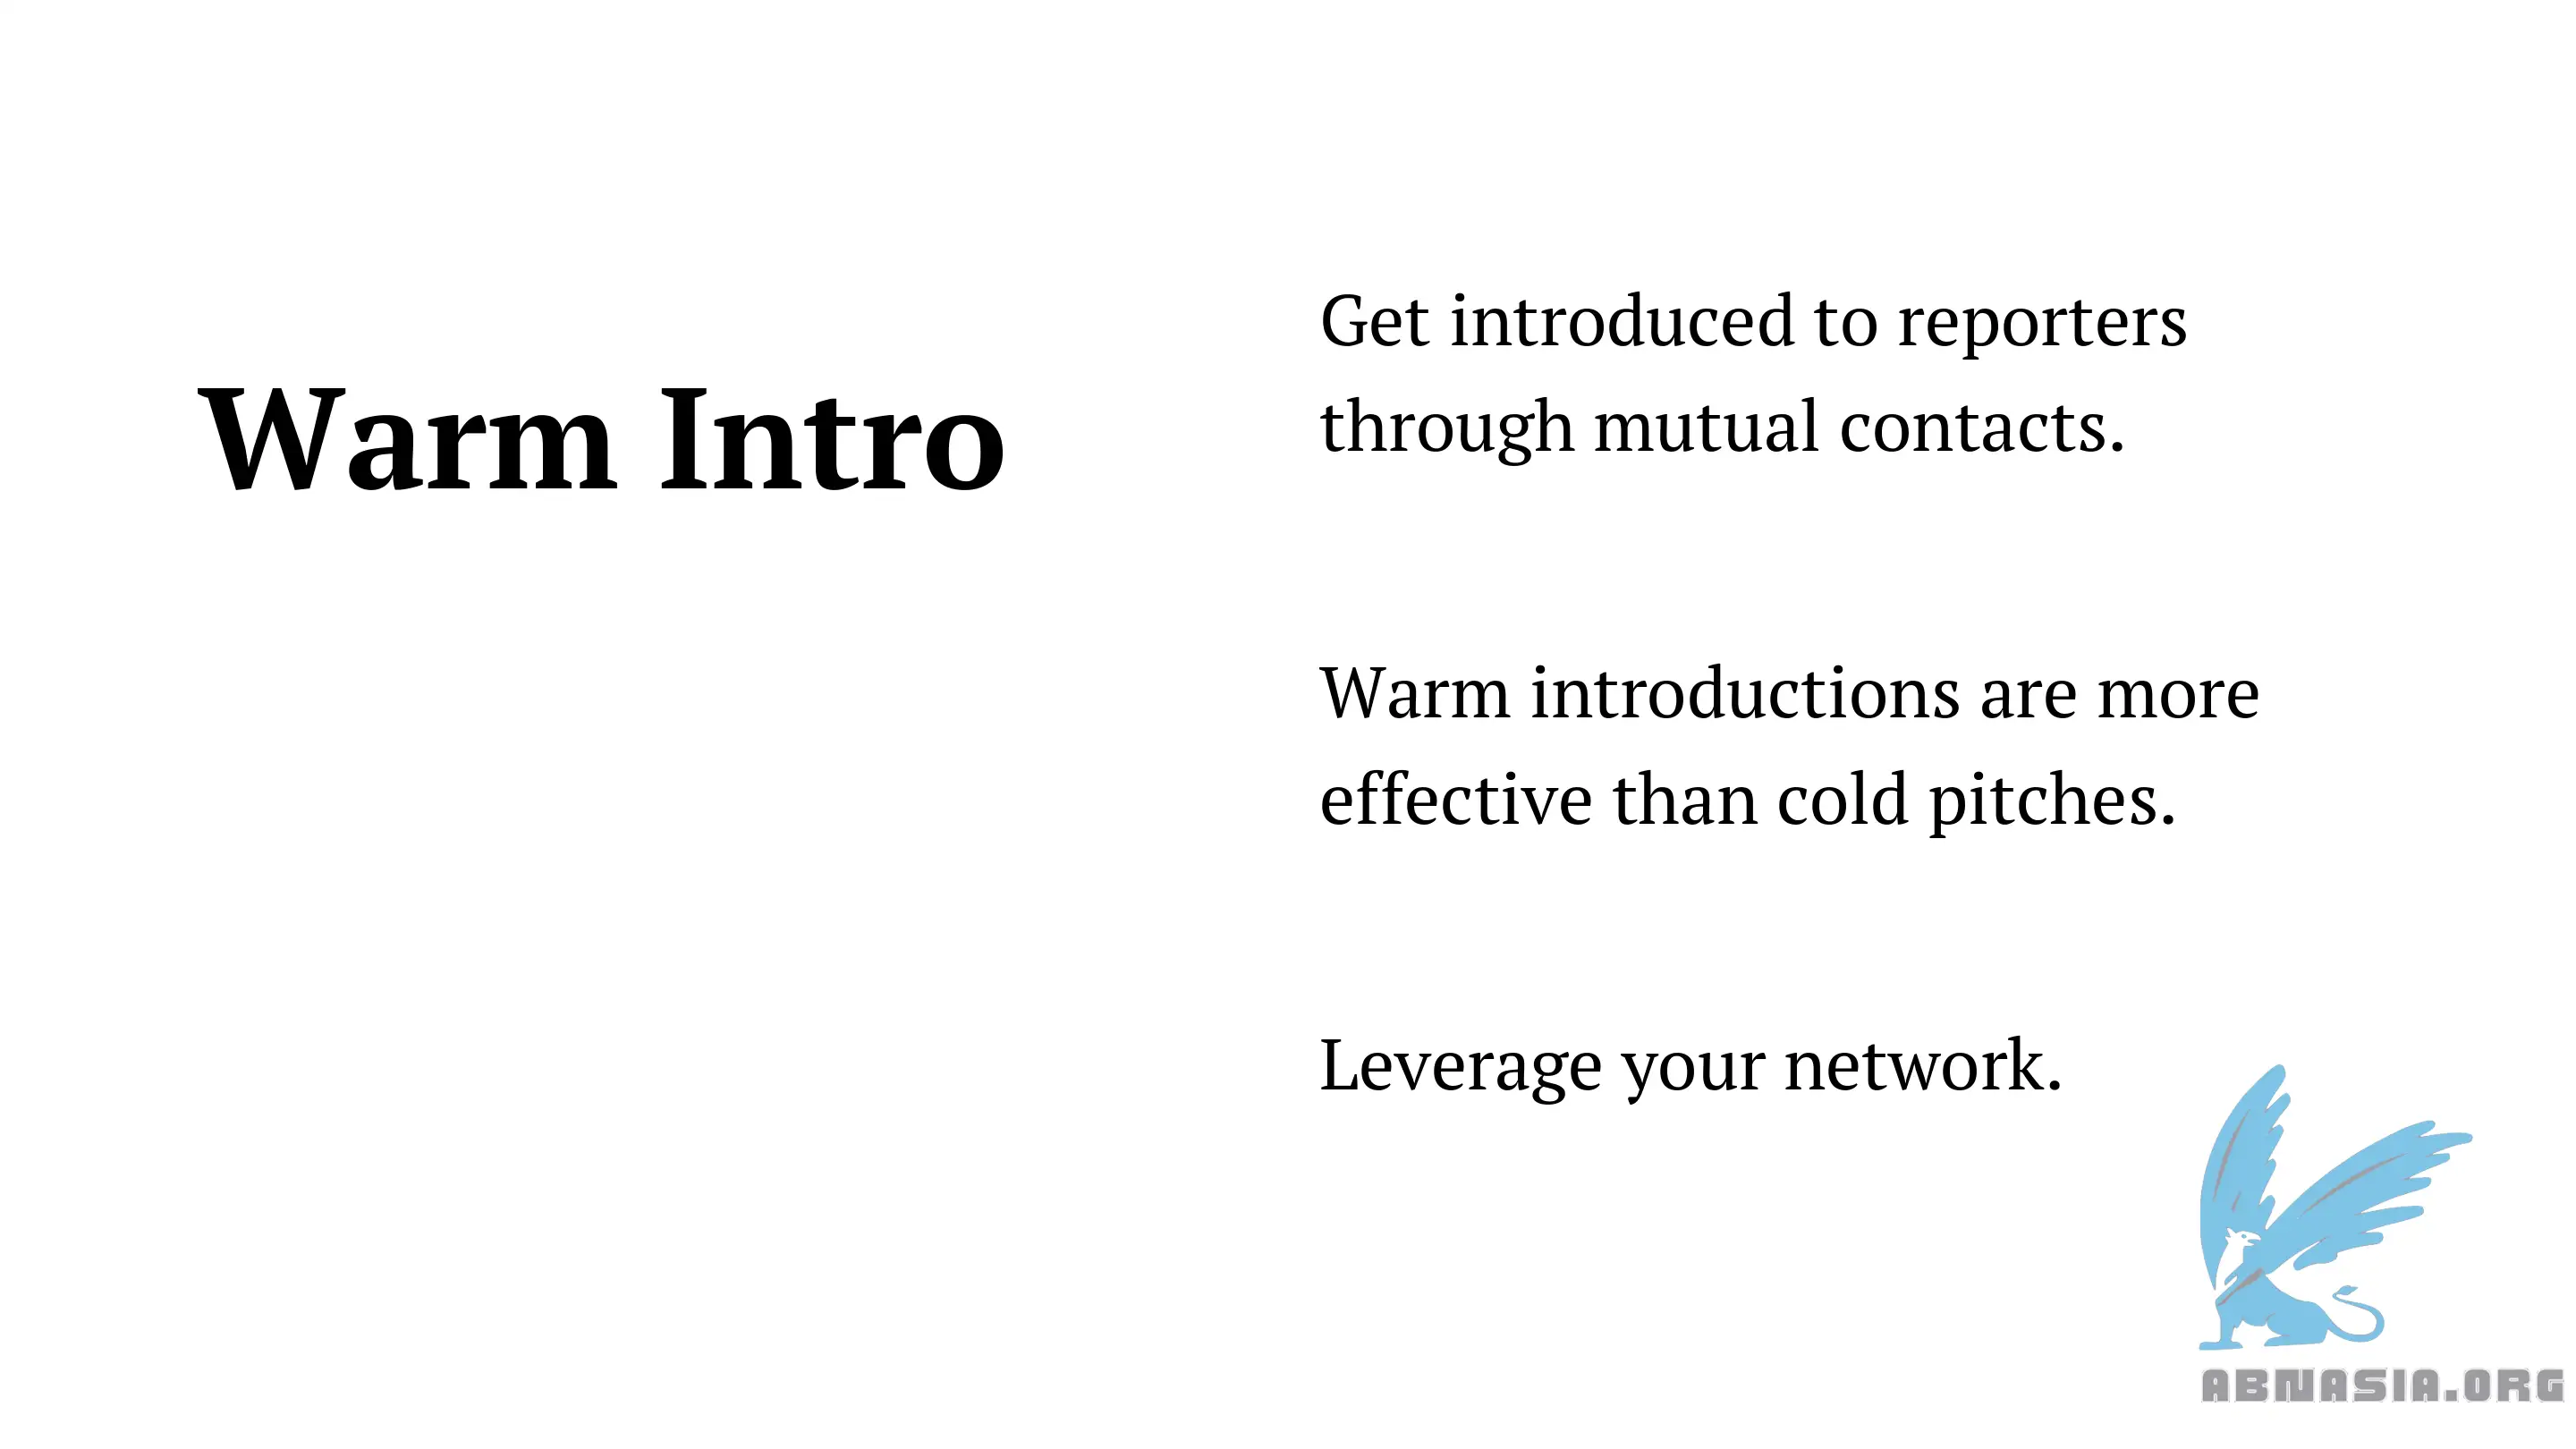 Warm Intro
Get introduced to reporters
through mutual contacts.
Warm introductions are more
effective than cold pitches.
Leverage your network.
ABNASIA.ORG